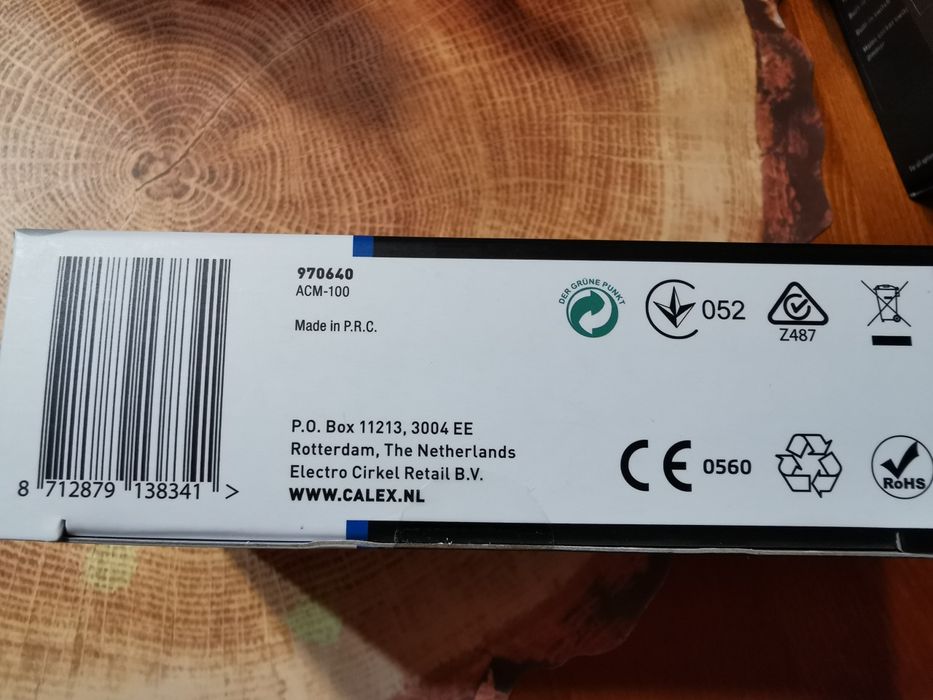 970640
ACM-100
Made in P.R.C.
P.O. Box 11213, 3004 EE
Rotterdam, The Netherlands
Electro Cirkel Retail B.V.
WWW.CALEX.NL
8 712879 138341 >
DER GRÜNE PUNKT
052
Z487
CE 0560
RoHS